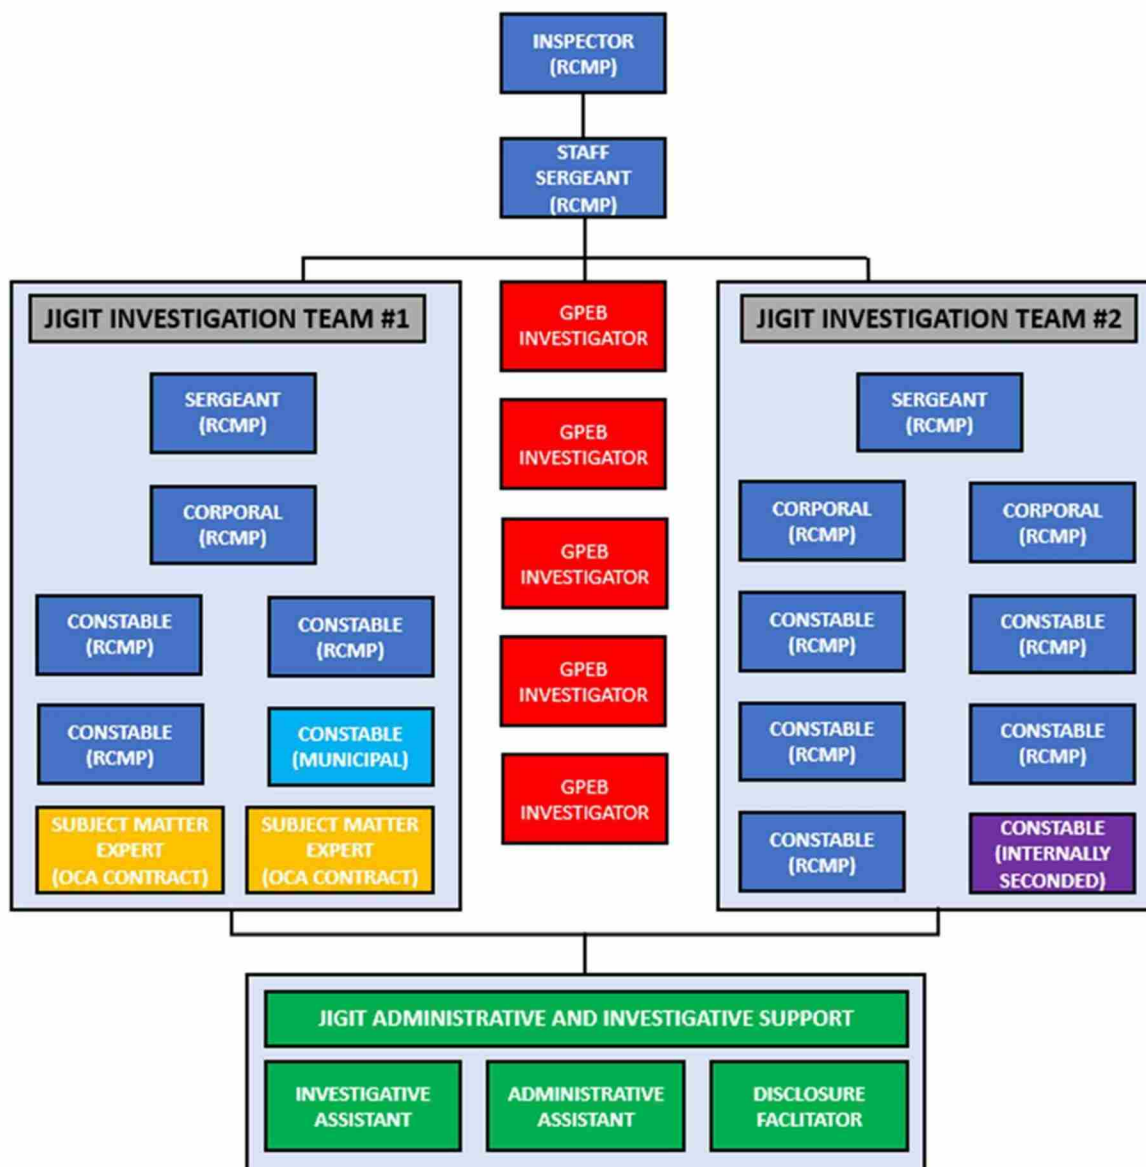 INSPECTOR
(RCMP)
STAFF
SERGEANT
(RCMP)
JIGIT INVESTIGATION TEAM #1
SERGEANT
(RCMP)
CORPORAL
(RCMP)
CONSTABLE
(RCMP)
CONSTABLE
(RCMP)
CONSTABLE
(RCMP)
CONSTABLE
(MUNICIPAL)
SUBJECT MATTER
EXPERT
(OCA CONTRACT)
SUBJECT MATTER
EXPERT
(OCA CONTRACT)
GPEB
INVESTIGATOR
GPEB
INVESTIGATOR
GPEB
INVESTIGATOR
GPEB
INVESTIGATOR
GPEB
INVESTIGATOR
JIGIT INVESTIGATION TEAM #2
SERGEANT
(RCMP)
CORPORAL
(RCMP)
CORPORAL
(RCMP)
CONSTABLE
(RCMP)
CONSTABLE
(RCMP)
CONSTABLE
(RCMP)
CONSTABLE
(RCMP)
CONSTABLE
(RCMP)
CONSTABLE
(INTERNALLY
SECONDED)
JIGIT ADMINISTRATIVE AND INVESTIGATIVE SUPPORT
INVESTIGATIVE
ASSISTANT
ADMINISTRATIVE
ASSISTANT
DISCLOSURE
FACLITATOR